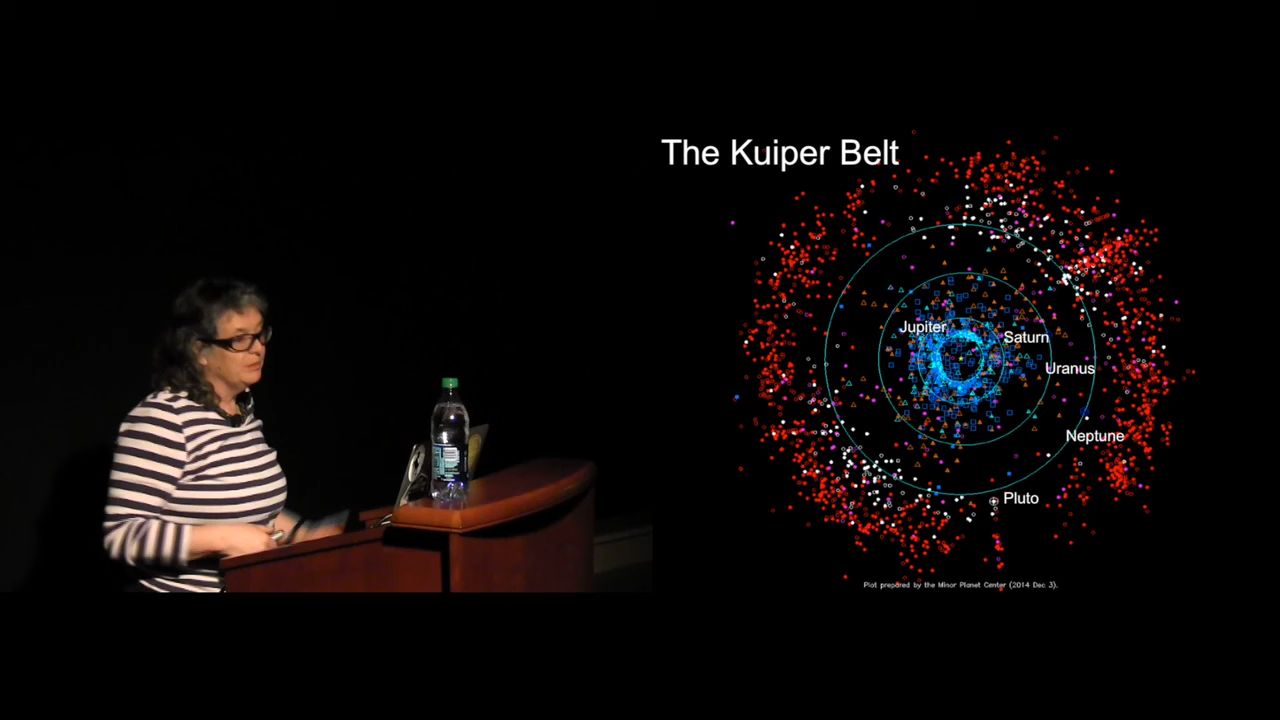 The Kuiper Belt
Jupiter
Saturn
Uranus
Neptune
Pluto
Plot prepared by the Minor Planet Center (2014 Dec 3).